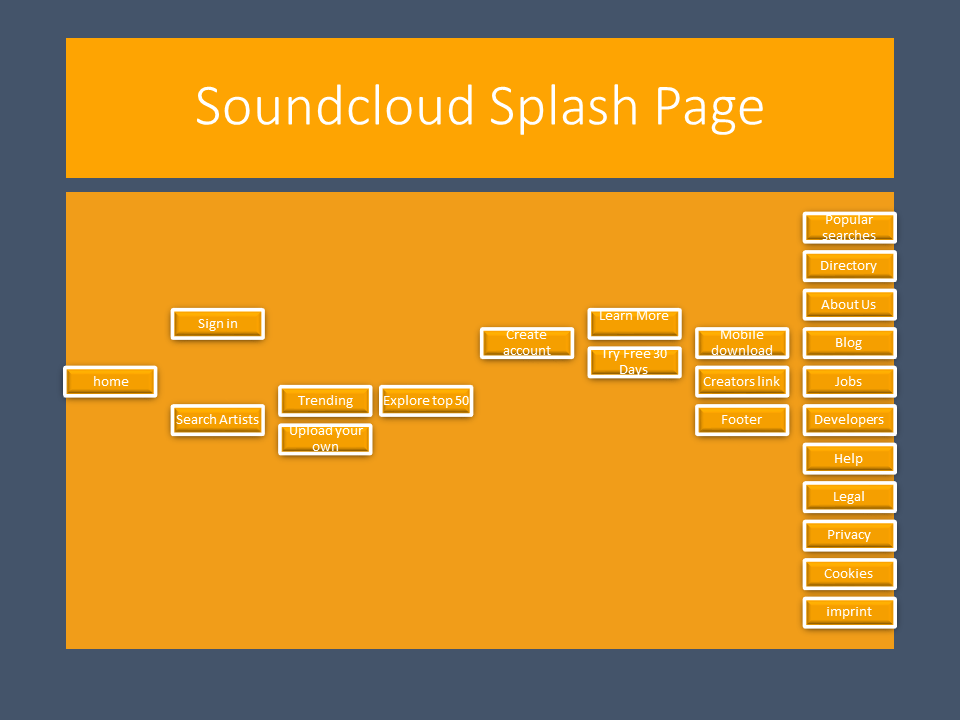 Soundcloud Splash Page
home
Sign in
Search Artists
Trending
Upload your
own
Explore top 50
Create
account
Learn More
Try Free 30
Days
Mobile
download
Creators link
Footer
Popular
searches
Directory
About Us
Blog
Jobs
Developers
Help
Legal
Privacy
Cookies
imprint